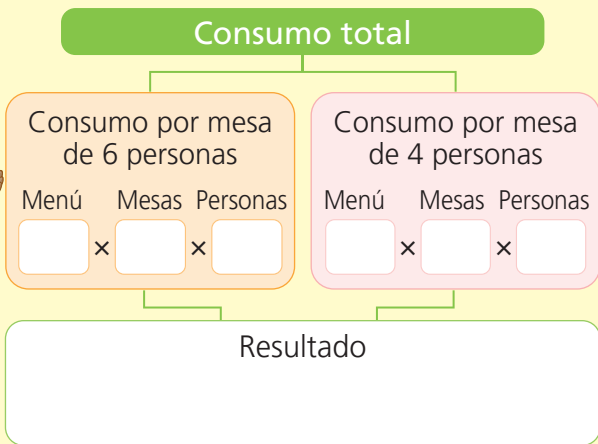 Consumo total
Consumo por mesa
de 6 personas
Menú Mesas Personas
× ×
Consumo por mesa
de 4 personas
Menú Mesas Personas
× ×
Resultado